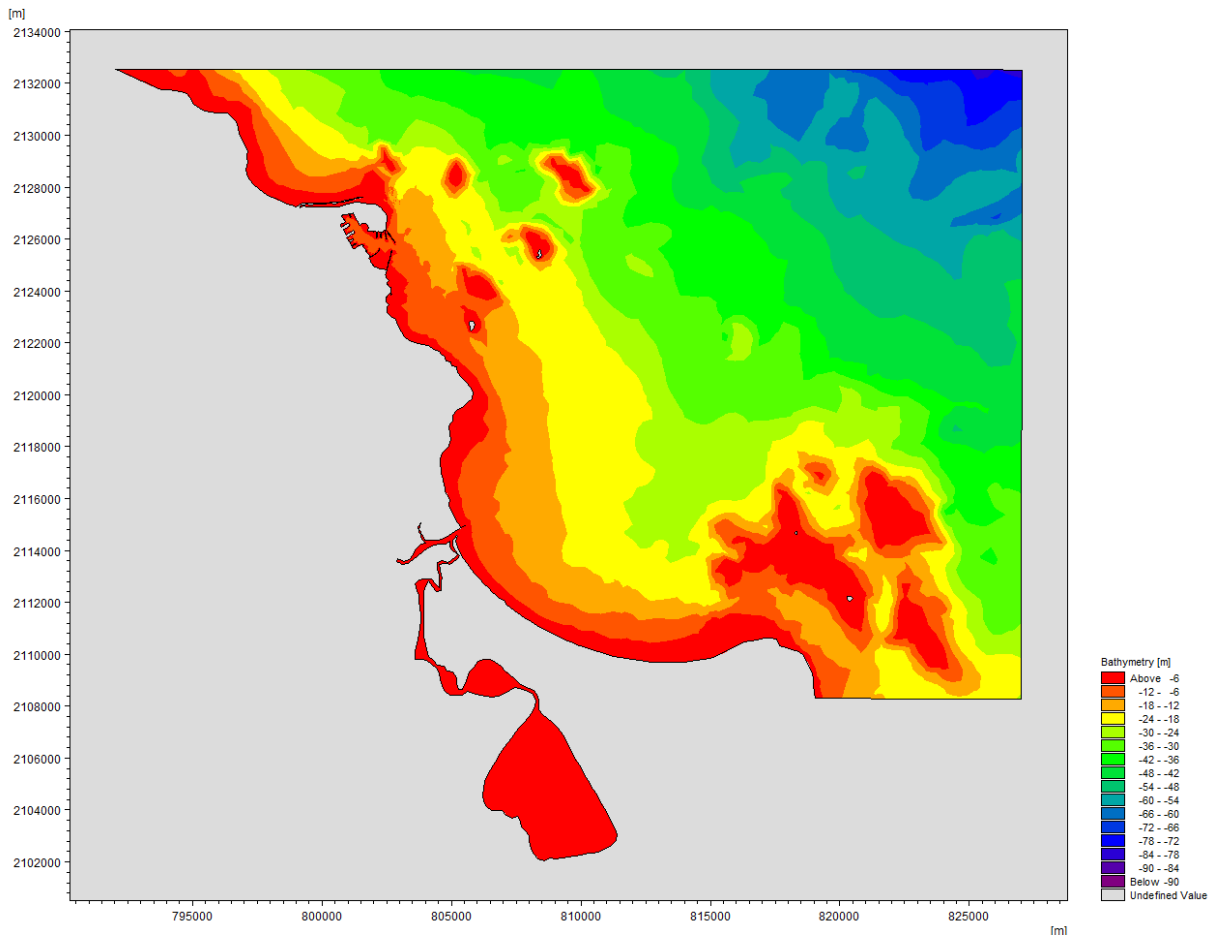 [m]
2134000
2132000
2130000
2128000
2126000
2124000
2122000
2120000
2118000
2116000
2114000
2112000
2110000
2108000
2106000
2104000
2102000
795000 800000 805000 810000 815000 820000 825000
[m]
Bathymetry [m]
Above -6
-12 - -6
-18 - -12
-24 - -18
-30 - -24
-36 - -30
-42 - -36
-48 - -42
-54 - -48
-60 - -54
-66 - -60
-72 - -66
-78 - -72
-84 - -78
-90 - -84
Below -90
Undefined Value